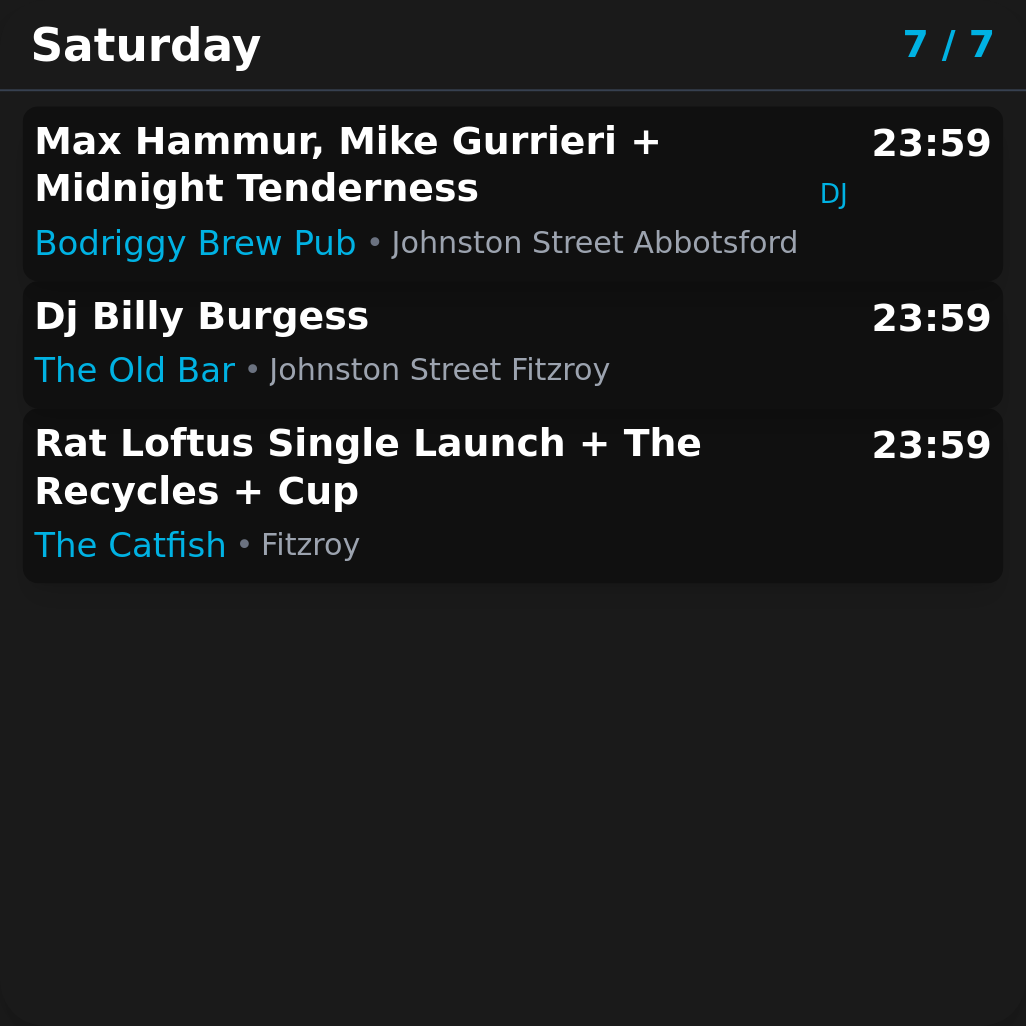 Saturday
7 / 7
Max Hammur, Mike Gurrieri +
Midnight Tenderness
23:59
DJ
Bodriggy Brew Pub • Johnston Street Abbotsford
Dj Billy Burgess
23:59
The Old Bar • Johnston Street Fitzroy
Rat Loftus Single Launch + The
Recycles + Cup
23:59
The Catfish • Fitzroy